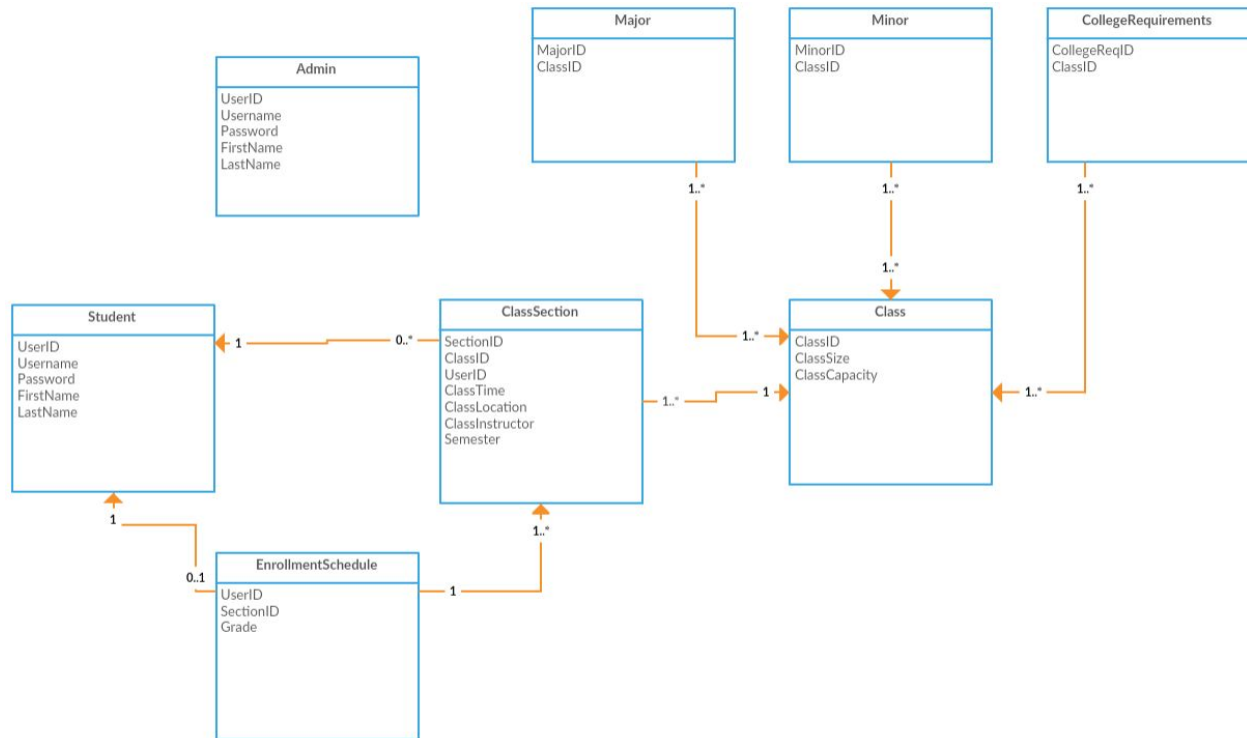 Major
MajorID
ClassID
Minor
MinorID
ClassID
CollegeRequirements
CollegeReqID
ClassID
Admin
UserID
Username
Password
FirstName
LastName
1..*
1..*
1..*
1..*
1..*
1..*
Student
UserID
Username
Password
FirstName
LastName
1
0..*
ClassSection
SectionID
ClassID
UserID
ClassTime
ClassLocation
ClassInstructor
Semester
1..*
1
Class
ClassID
ClassSize
ClassCapacity
1
0..1
EnrollmentSchedule
UserID
SectionID
Grade
1
1..*